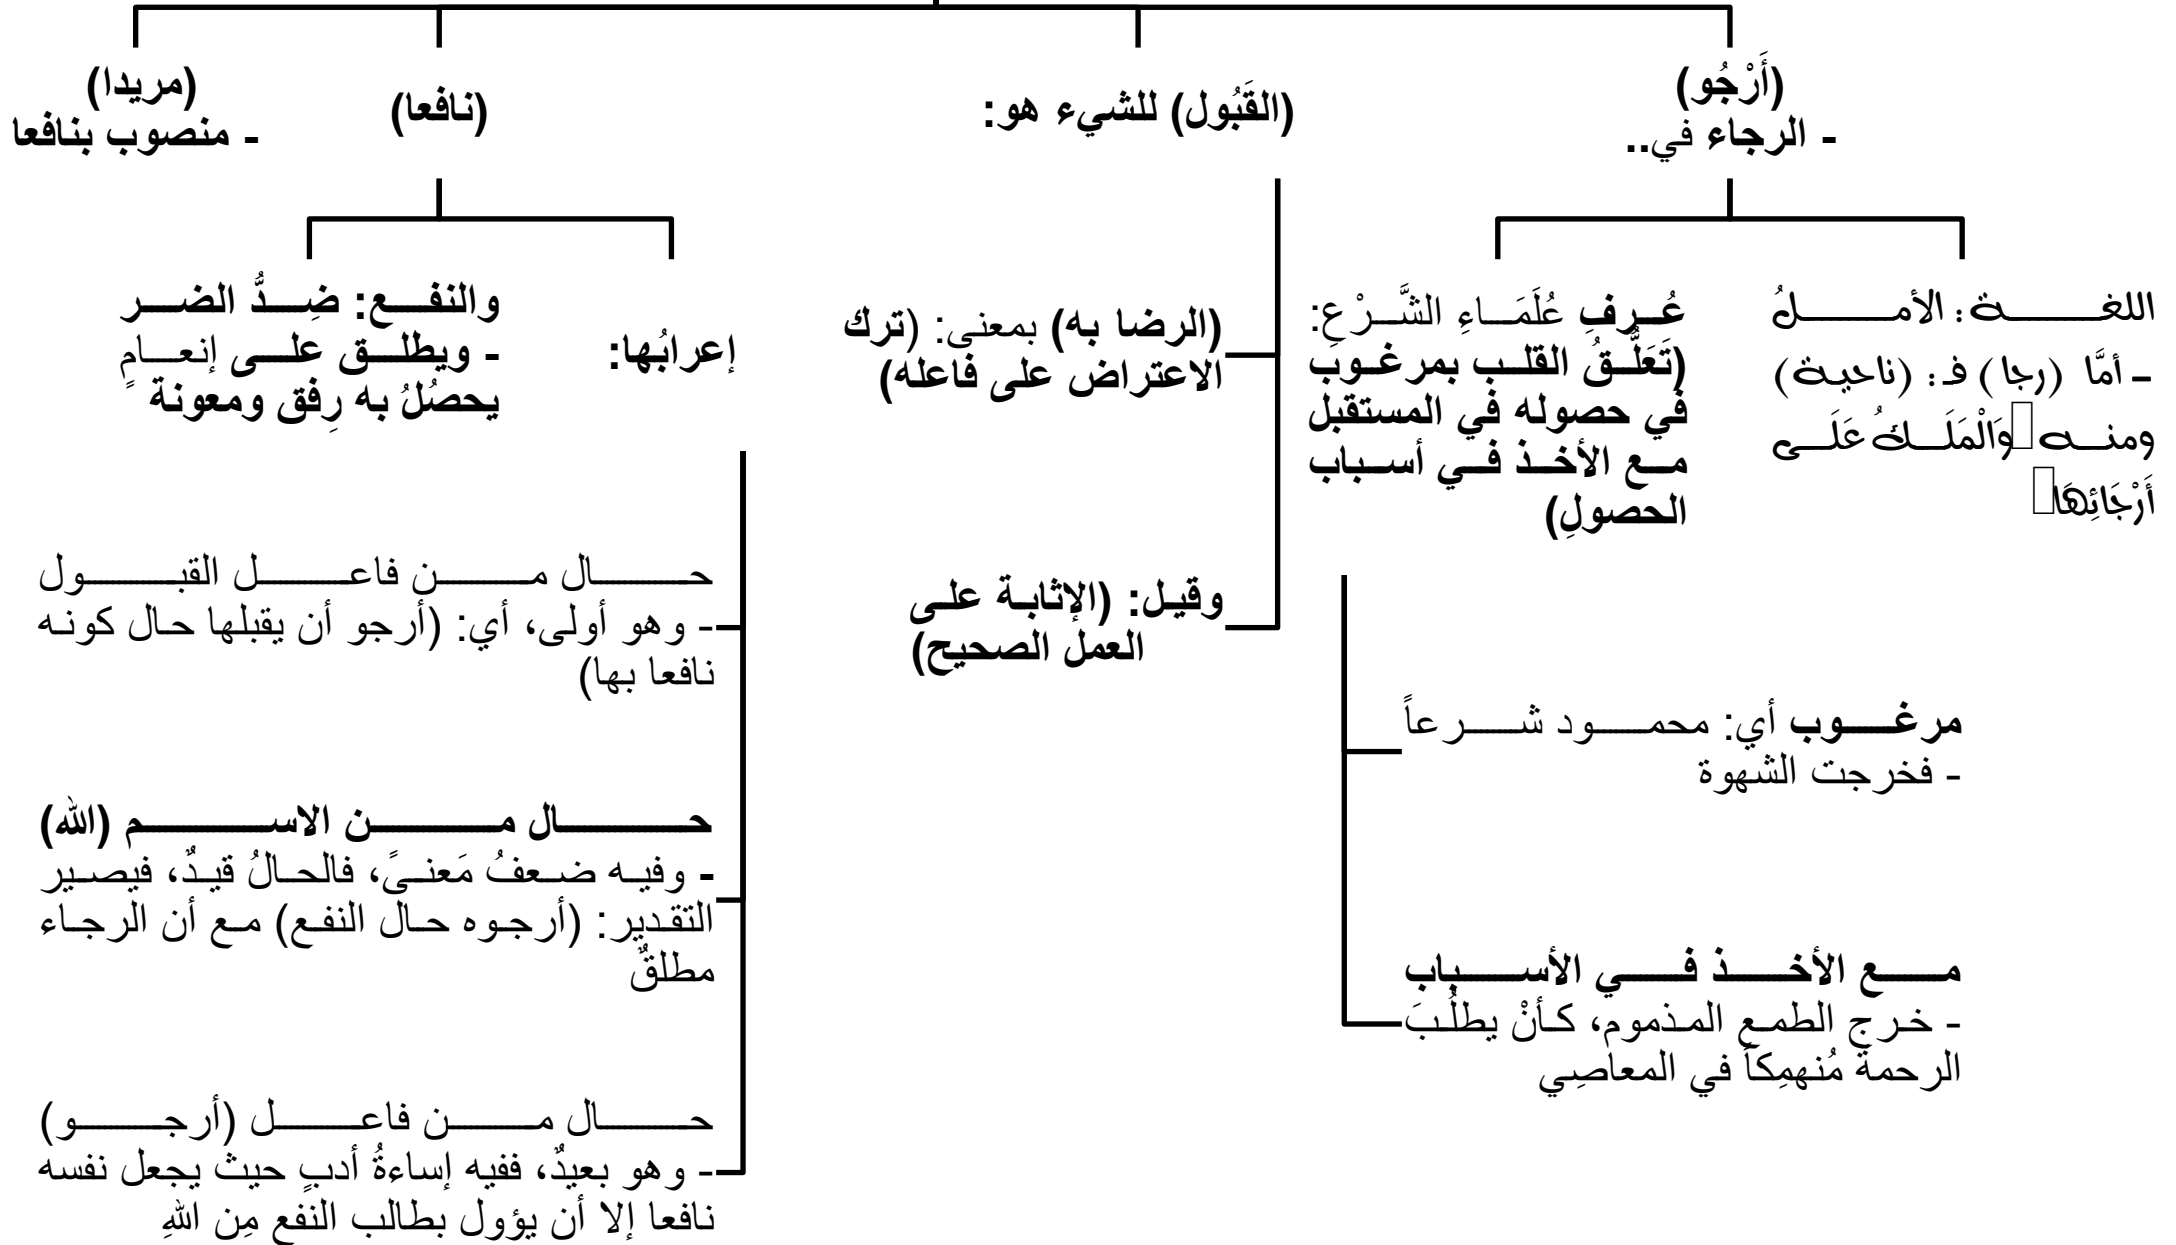 (أَرْجُو)
- الرجاء في..
(القَبُول) للشيء هو:
(نافعا)
(مريدا)
- منصوب بنافعا
اللغة: الأملُ
- أمَّا (رجا) فـ: (ناحية)
ومنه وَالْمَلَكُ عَلَى
أَرْجَائِهَا
عُرفِ عُلَمَاءِ الشَّرْعِ:
(تَعَلُّقُ القلب بمرغوب
في حصوله في المستقبل
مع الأخذ في أسباب
الحصولِ)
مرغوب أي: محمود شرعاً
- فخرجت الشهوة
مع الأخذ في الأسباب
- خرج الطمع المذموم، كأنْ يطلُبَ
الرحمةَ مُنهمِكاً في المعاصِي
(الرضا به) بمعنى: (ترك
الاعتراض على فاعله)
وقيل: (الإثابة على
العمل الصحيح)
إعرابُها:
والنفع: ضِدُّ الضر
- ويطلق على إنعامٍ
يحصُلُ به رِفق ومعونة
حال من فاعل القبول
- وهو أولى، أي: (أرجو أن يقبلها حال كونه
نافعا بها)
حال من الاسم (الله)
- وفيه ضعفُ مَعنىً، فالحالُ قيدٌ، فيصير
التقدير: (أرجوه حال النفع) مع أن الرجاء
مطلقٌ
حال من فاعل (أرجو)
- وهو بعيدٌ، ففيه إساءةُ أدبٍ حيث يجعل نفسه
نافعا إلا أن يؤول بطالب النفع مِن اللهِ